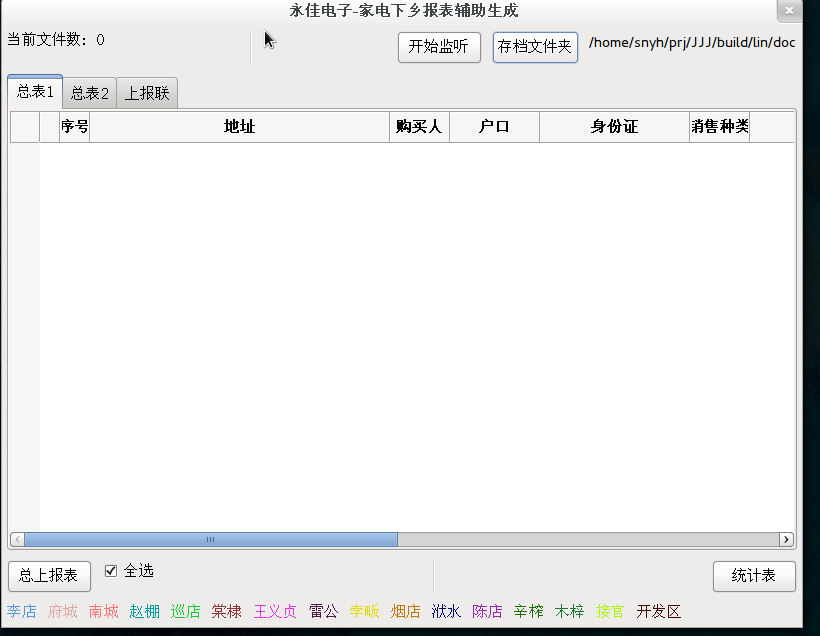 永佳电子-家电下乡报表辅助生成
当前文件数：0
开始监听 存档文件夹 /home/snyh/prj/JJJ/build/lin/doc
总表1 总表2 上报联
序号 地址 购买人 户口 身份证 消售种类
总上报表 全选 统计表
李店 府城 南城 赵棚 巡店 棠棣 王义贞 雷公 孛畈 烟店 洑水 陈店 辛榨 木梓 接官 开发区